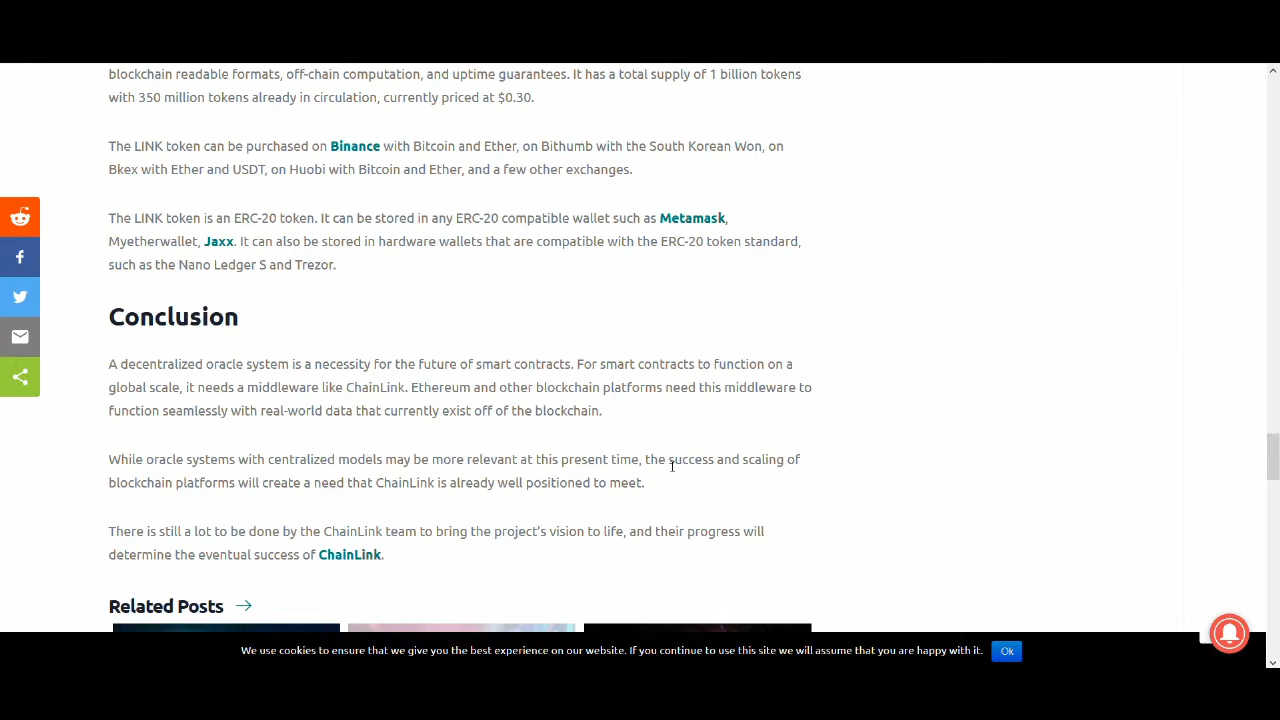 blockchain readable formats, off-chain computation, and uptime guarantees. It has a total supply of 1 billion tokens
with 350 million tokens already in circulation, currently priced at $0.30.
The LINK token can be purchased on Binance with Bitcoin and Ether, on Bithumb with the South Korean Won, on
Bkex with Ether and USDT, on Huobi with Bitcoin and Ether, and a few other exchanges.
The LINK token is an ERC-20 token. It can be stored in any ERC-20 compatible wallet such as Metamask,
Myetherwallet, Jaxx. It can also be stored in hardware wallets that are compatible with the ERC-20 token standard,
such as the Nano Ledger S and Trezor.
Conclusion
A decentralized oracle system is a necessity for the future of smart contracts. For smart contracts to function on a
global scale, it needs a middleware like ChainLink. Ethereum and other blockchain platforms need this middleware to
function seamlessly with real-world data that currently exist off of the blockchain.
While oracle systems with centralized models may be more relevant at this present time, the success and scaling of
blockchain platforms will create a need that ChainLink is already well positioned to meet.
There is still a lot to be done by the ChainLink team to bring the project's vision to life, and their progress will
determine the eventual success of ChainLink.
Related Posts
We use cookies to ensure that we give you the best experience on our website. If you continue to use this site we will assume that you are happy with it. Ok